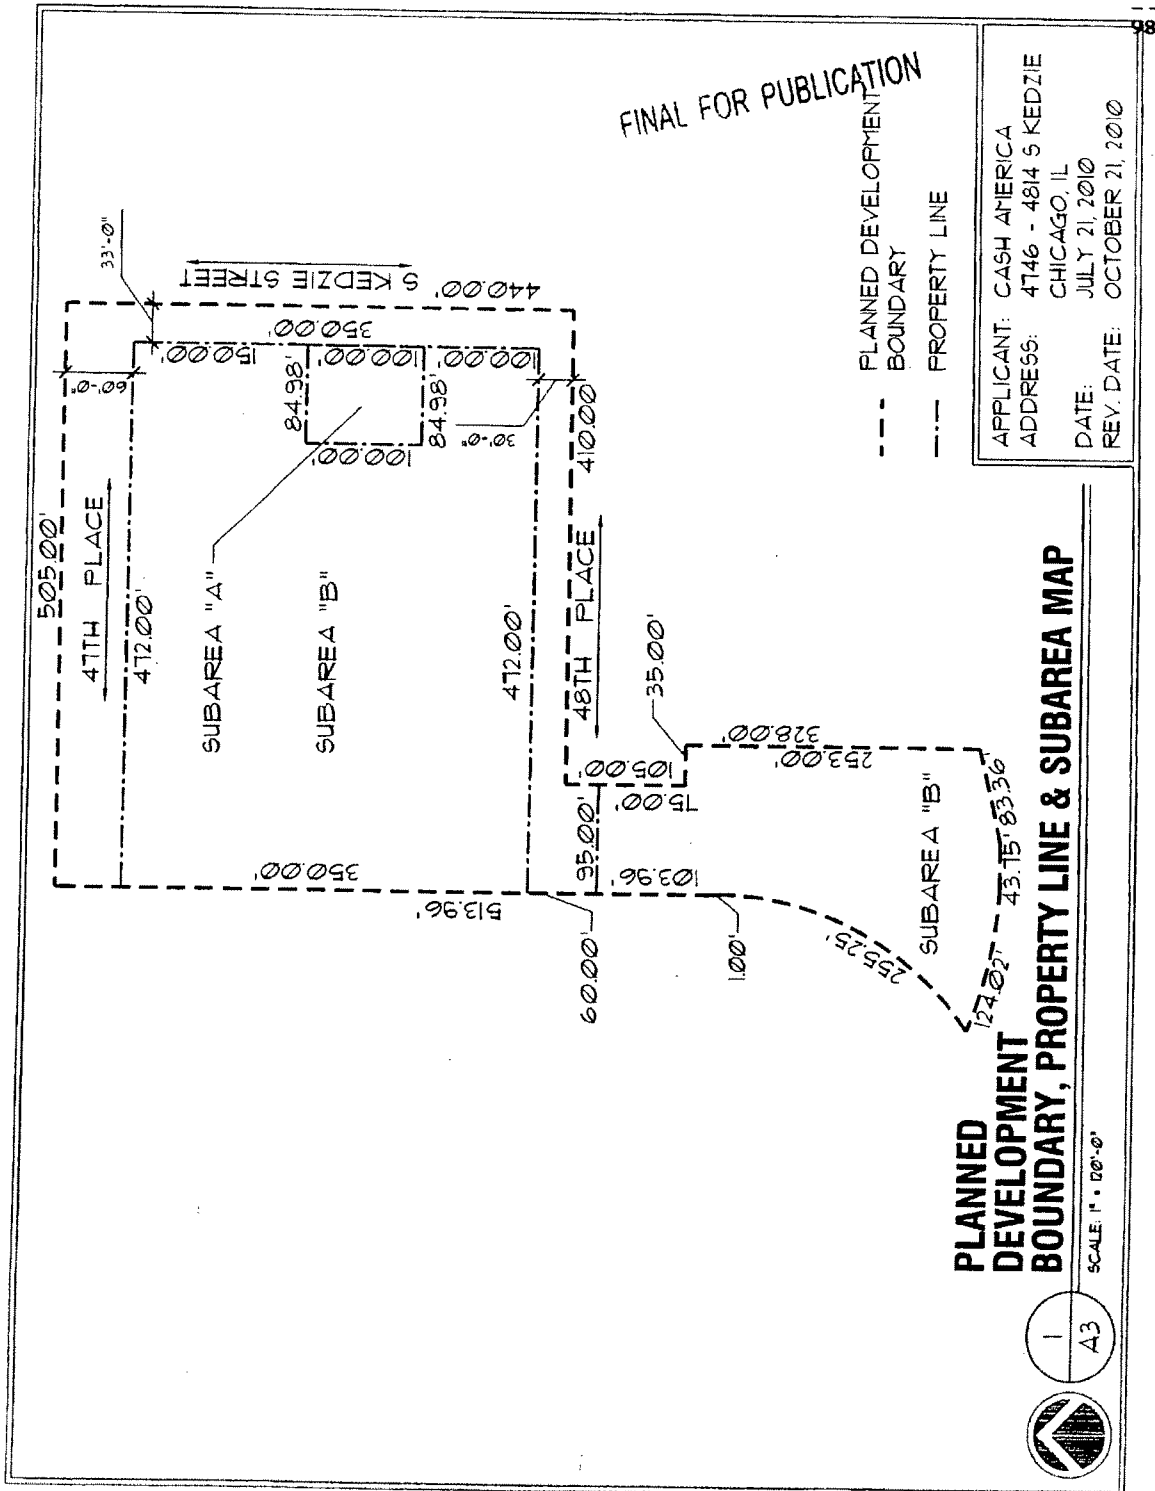 98
FINAL FOR PUBLICATION
505.00'
47TH PLACE
472.00'
60'-0"
33'-0"
S KEDZIE STREET
440.00'
350.00'
150.00'
100.00'
100.00'
84.98'
84.98'
100.00'
30'-0"
SUBAREA "A"
SUBAREA "B"
350.00'
513.96'
472.00'
410.00
48TH PLACE
60.00'
95.00'
105.00'
75.00'
35.00'
103.96'
1.00'
328.00'
253.00'
255.25'
SUBAREA "B"
124.02'
43.75'
83.36'
PLANNED DEVELOPMENT
BOUNDARY
PROPERTY LINE
APPLICANT: CASH AMERICA
ADDRESS: 4746 - 4814 S KEDZIE
CHICAGO, IL
DATE: JULY 21, 2010
REV. DATE: OCTOBER 21, 2010
PLANNED
DEVELOPMENT
BOUNDARY, PROPERTY LINE & SUBAREA MAP
1
A3
SCALE: 1" = 120'-0"